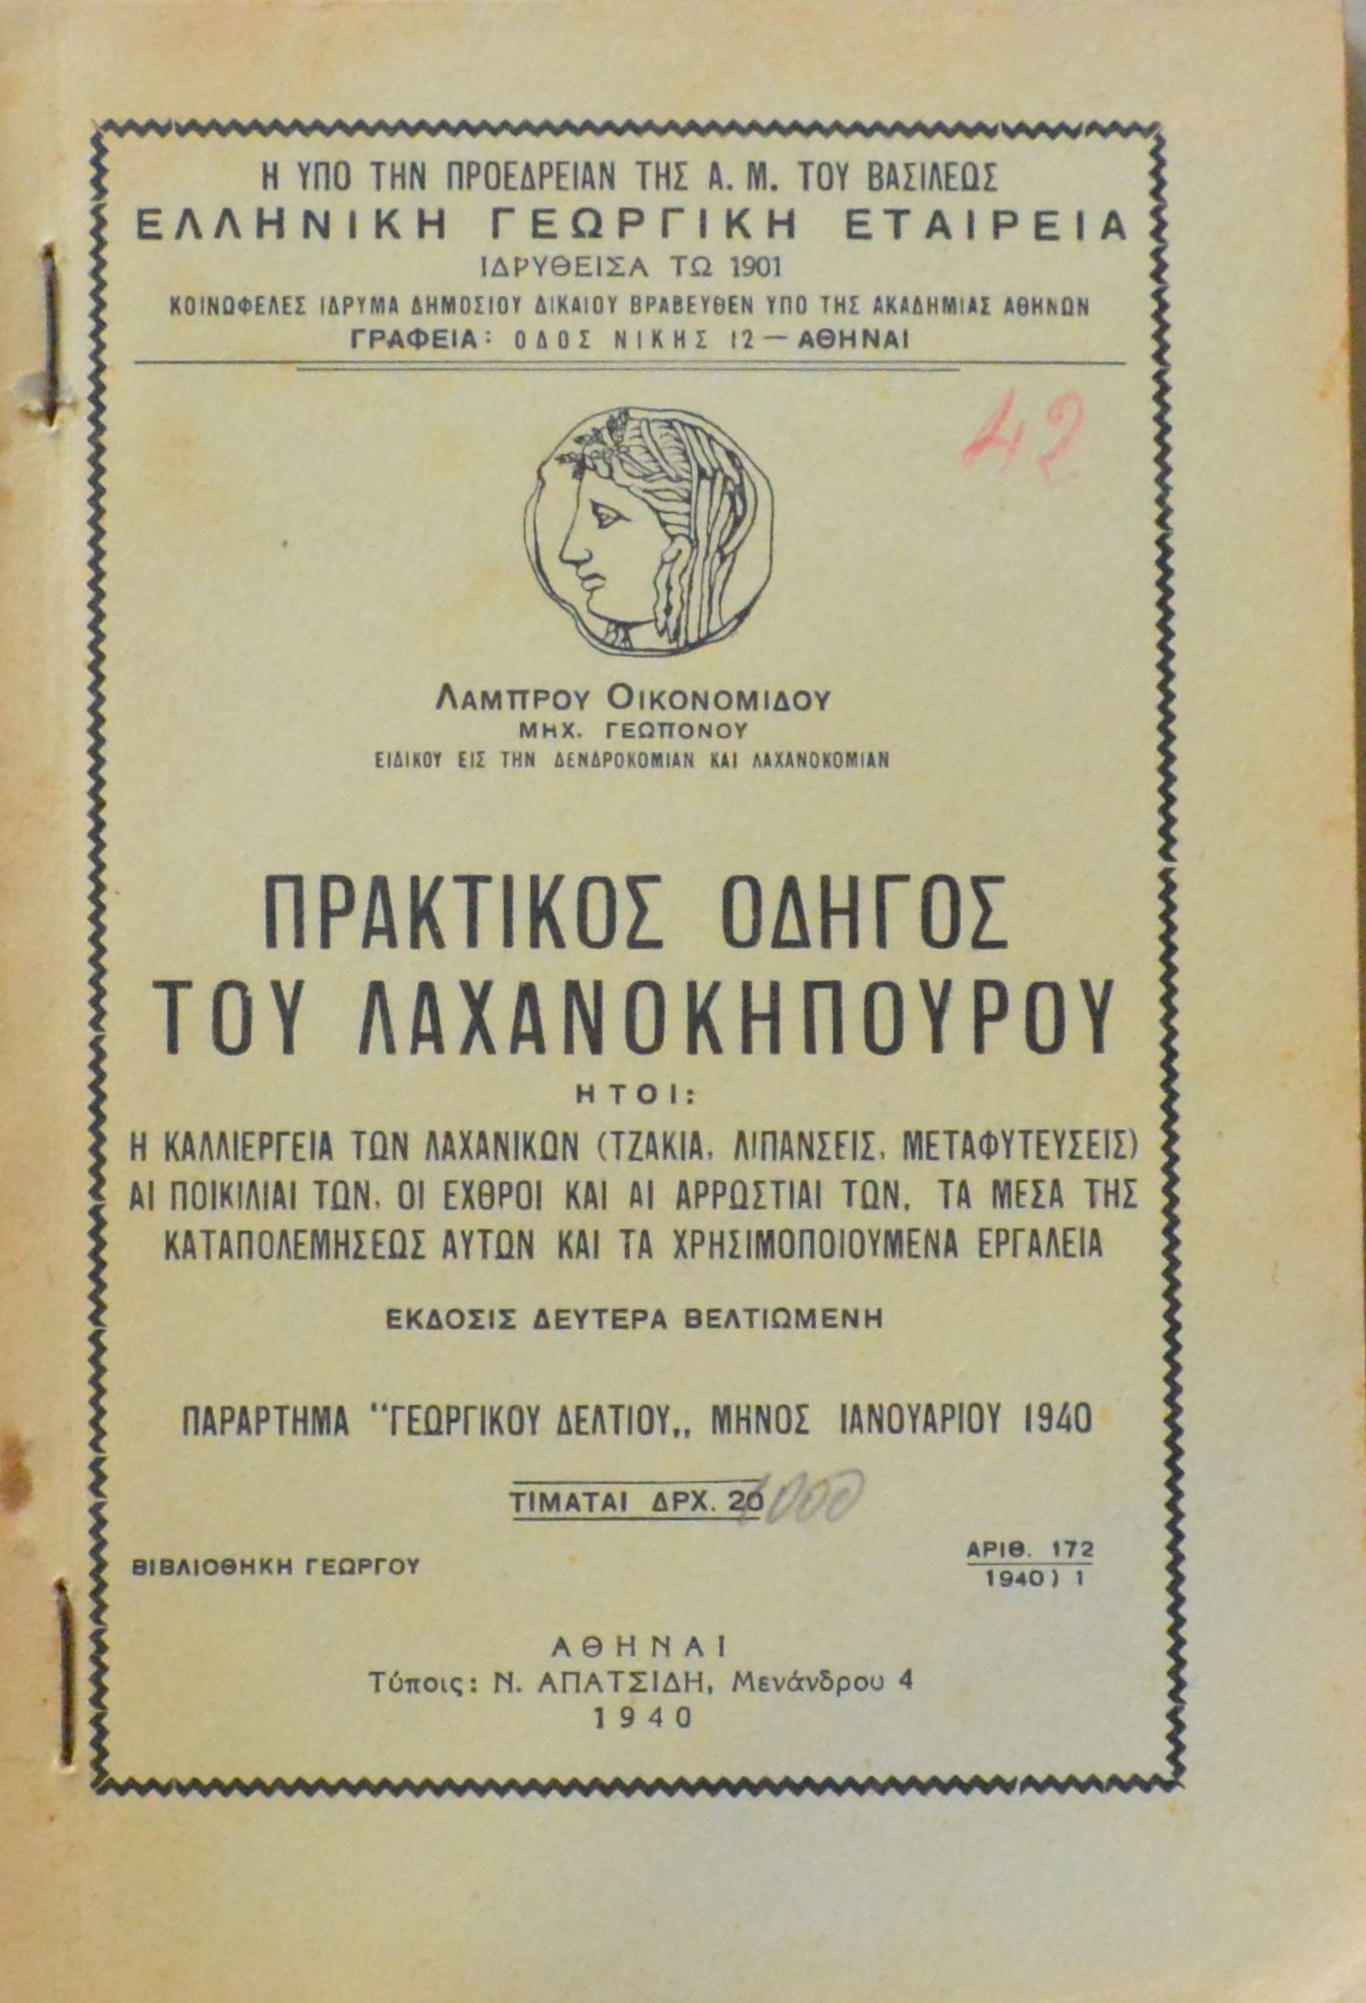 Η ΥΠΟ ΤΗΝ ΠΡΟΕΔΡΕΙΑΝ ΤΗΣ Α. Μ. ΤΟΥ ΒΑΣΙΛΕΩΣ
ΕΛΛΗΝΙΚΗ ΓΕΩΡΓΙΚΗ ΕΤΑΙΡΕΙΑ
ΙΔΡΥΘΕΙΣΑ ΤΩ 1901
ΚΟΙΝΩΦΕΛΕΣ ΙΔΡΥΜΑ ΔΗΜΟΣΙΟΥ ΔΙΚΑΙΟΥ ΒΡΑΒΕΥΘΕΝ ΥΠΟ ΤΗΣ ΑΚΑΔΗΜΙΑΣ ΑΘΗΝΩΝ
ΓΡΑΦΕΙΑ: ΟΔΟΣ ΝΙΚΗΣ 12 — ΑΘΗΝΑΙ
42
ΛΑΜΠΡΟΥ ΟΙΚΟΝΟΜΙΔΟΥ
ΜΗΧ. ΓΕΩΠΟΝΟΥ
ΕΙΔΙΚΟΥ ΕΙΣ ΤΗΝ ΔΕΝΔΡΟΚΟΜΙΑΝ ΚΑΙ ΛΑΧΑΝΟΚΟΜΙΑΝ
ΠΡΑΚΤΙΚΟΣ ΟΔΗΓΟΣ
ΤΟΥ ΛΑΧΑΝΟΚΗΠΟΥΡΟΥ
ΗΤΟΙ:
Η ΚΑΛΛΙΕΡΓΕΙΑ ΤΩΝ ΛΑΧΑΝΙΚΩΝ (ΤΖΑΚΙΑ, ΛΙΠΑΝΣΕΙΣ, ΜΕΤΑΦΥΤΕΥΣΕΙΣ)
ΑΙ ΠΟΙΚΙΛΙΑΙ ΤΩΝ, ΟΙ ΕΧΘΡΟΙ ΚΑΙ ΑΙ ΑΡΡΩΣΤΙΑΙ ΤΩΝ, ΤΑ ΜΕΣΑ ΤΗΣ
ΚΑΤΑΠΟΛΕΜΗΣΕΩΣ ΑΥΤΩΝ ΚΑΙ ΤΑ ΧΡΗΣΙΜΟΠΟΙΟΥΜΕΝΑ ΕΡΓΑΛΕΙΑ
ΕΚΔΟΣΙΣ ΔΕΥΤΕΡΑ ΒΕΛΤΙΩΜΕΝΗ
ΠΑΡΑΡΤΗΜΑ "ΓΕΩΡΓΙΚΟΥ ΔΕΛΤΙΟΥ,, ΜΗΝΟΣ ΙΑΝΟΥΑΡΙΟΥ 1940
ΤΙΜΑΤΑΙ ΔΡΧ. 20 1000
ΒΙΒΛΙΟΘΗΚΗ ΓΕΩΡΓΟΥ
ΑΡΙΘ. 172
1940) 1
ΑΘΗΝΑΙ
Τύποις: Ν. ΑΠΑΤΣΙΔΗ, Μενάνδρου 4
1940